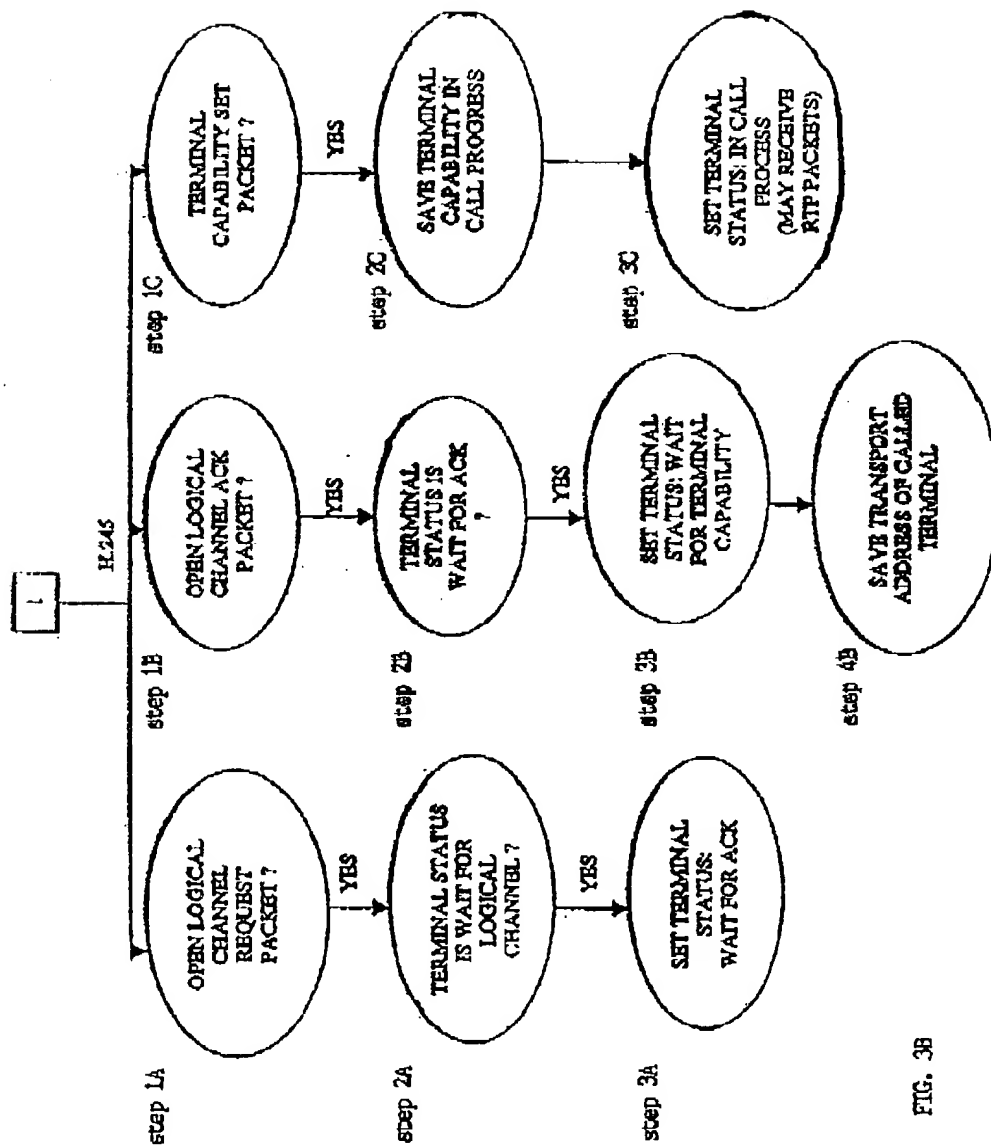 H.245
step 1A
OPEN LOGICAL
CHANNEL
REQUEST
PACKET ?
YES
step 2A
TERMINAL STATUS
IS WAIT FOR
LOGICAL
CHANNEL ?
YES
step 3A
SET TERMINAL
STATUS:
WAIT FOR ACK
step 1B
OPEN LOGICAL
CHANNEL ACK
PACKET ?
YES
step 2B
TERMINAL
STATUS IS
WAIT FOR ACK
?
YES
step 3B
SET TERMINAL
STATUS: WAIT
FOR TERMINAL
CAPABILITY
step 4B
SAVE TRANSPORT
ADDRESS OF CALLED
TERMINAL
step 1C
TERMINAL
CAPABILITY SET
PACKET ?
YES
step 2C
SAVE TERMINAL
CAPABILITY IN
CALL PROGRESS
step 3C
SET TERMINAL
STATUS: IN CALL
PROCESS
(MAY RECEIVE
RTP PACKETS)
FIG. 3B